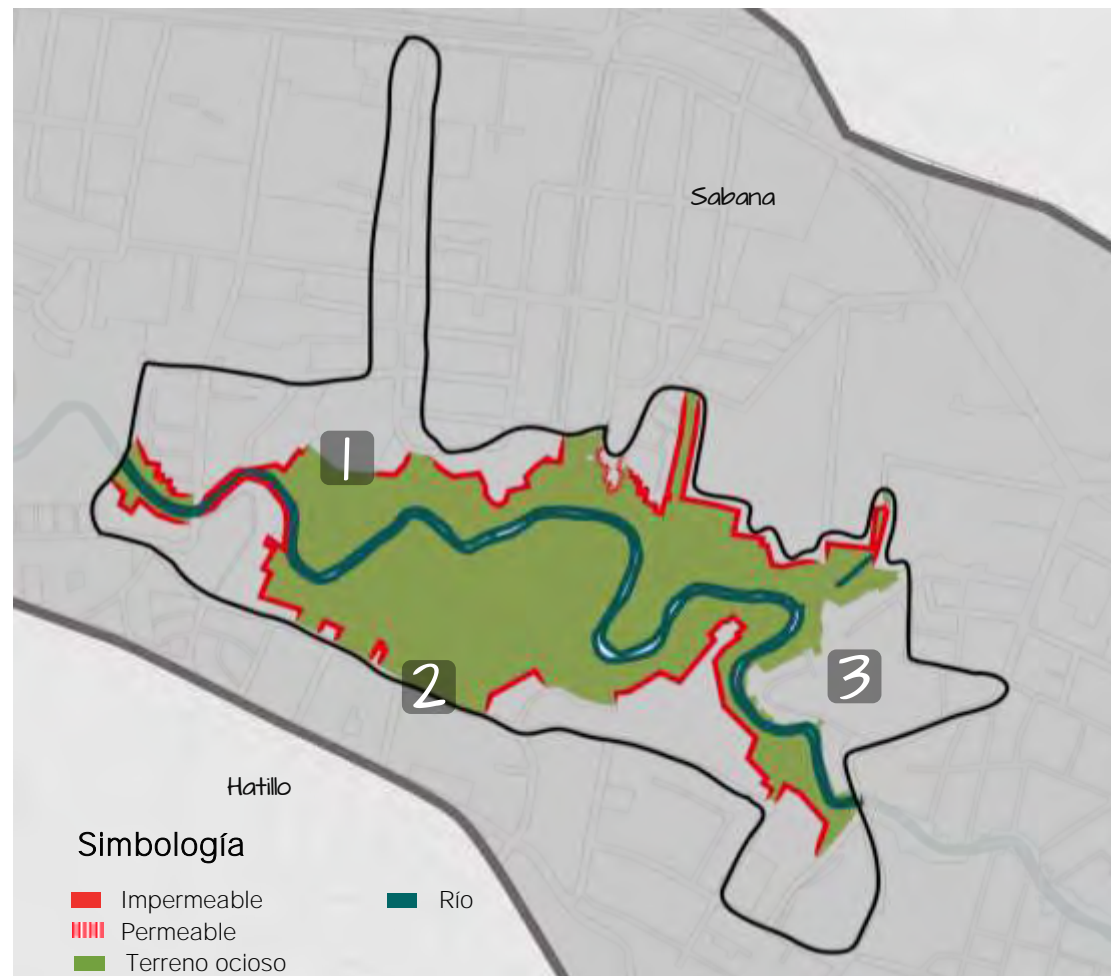 Sabana
1
2
3
Hatillo
Simbología
Impermeable
Río
Permeable
Terreno ocioso